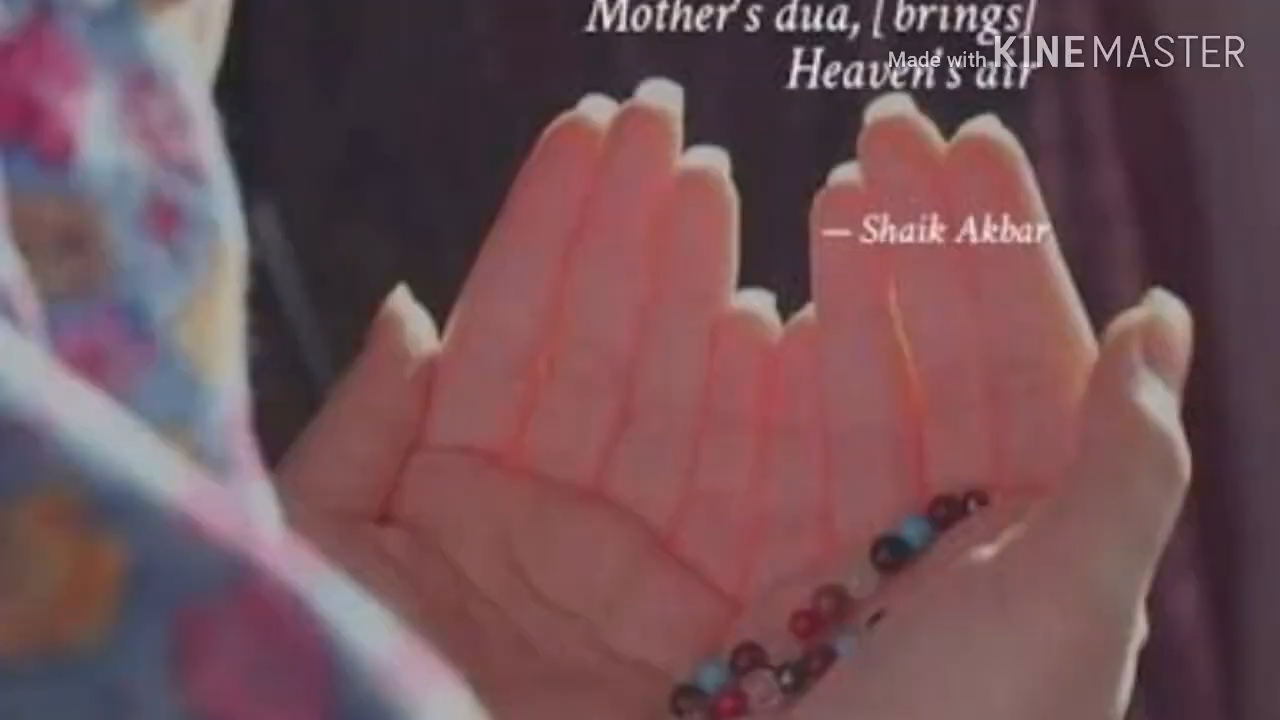 Mother's dua, [brings]
Heaven's air
Made with KINEMASTER
— Shaik Akbar